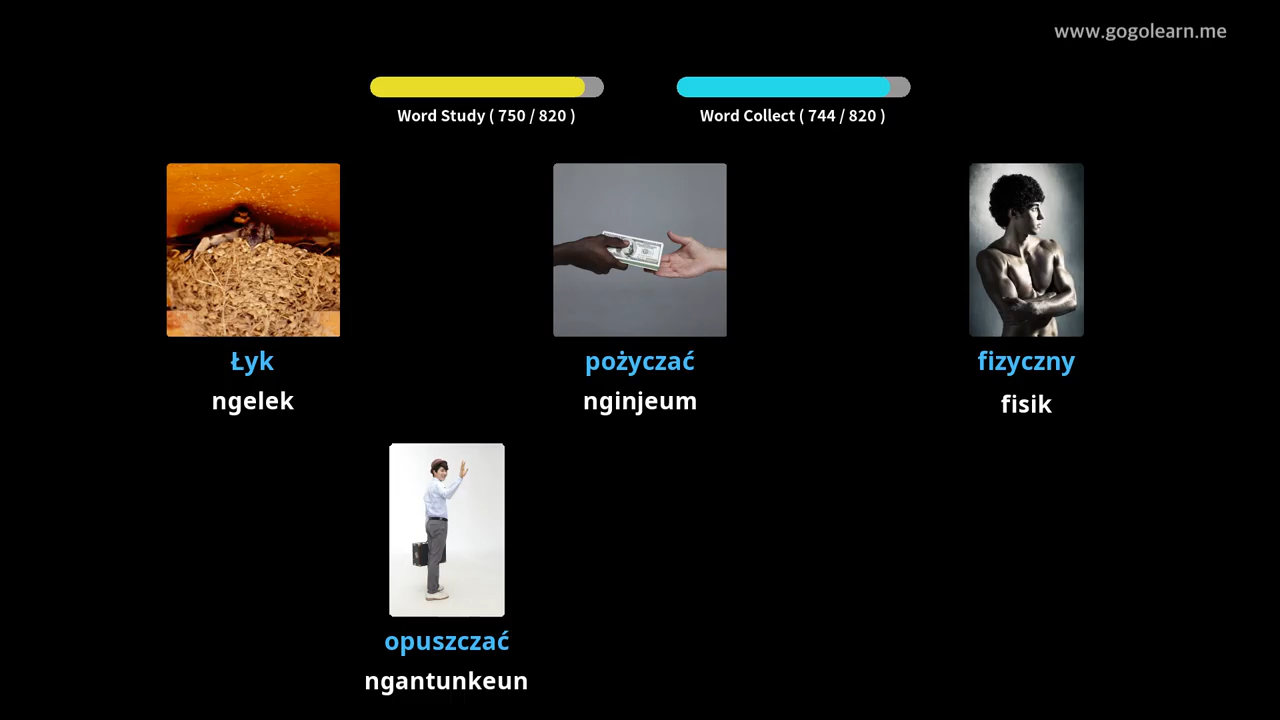 www.gogolearn.me
Word Study ( 750 / 820 )
Word Collect ( 744 / 820 )
Łyk
pożyczać
fizyczny
ngelek
nginjeum
fisik
opuszczać
ngantunkeun